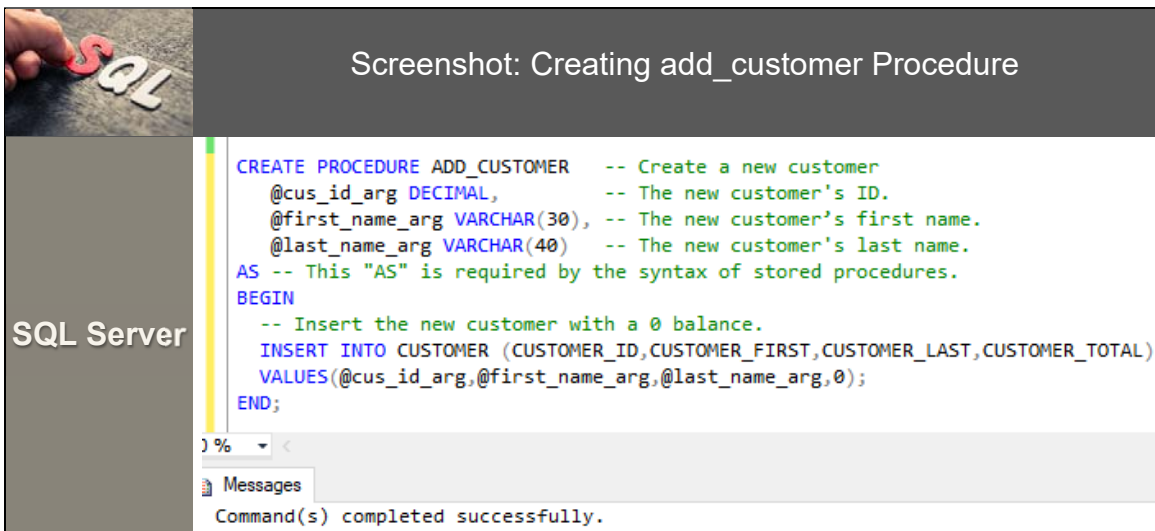 SQL
Screenshot: Creating add_customer Procedure
SQL Server
CREATE PROCEDURE ADD_CUSTOMER   -- Create a new customer
   @cus_id_arg DECIMAL,         -- The new customer's ID.
   @first_name_arg VARCHAR(30), -- The new customer’s first name.
   @last_name_arg VARCHAR(40)   -- The new customer's last name.
AS -- This "AS" is required by the syntax of stored procedures.
BEGIN
  -- Insert the new customer with a 0 balance.
  INSERT INTO CUSTOMER (CUSTOMER_ID,CUSTOMER_FIRST,CUSTOMER_LAST,CUSTOMER_TOTAL)
  VALUES(@cus_id_arg,@first_name_arg,@last_name_arg,0);
END;
0 %
Messages
Command(s) completed successfully.